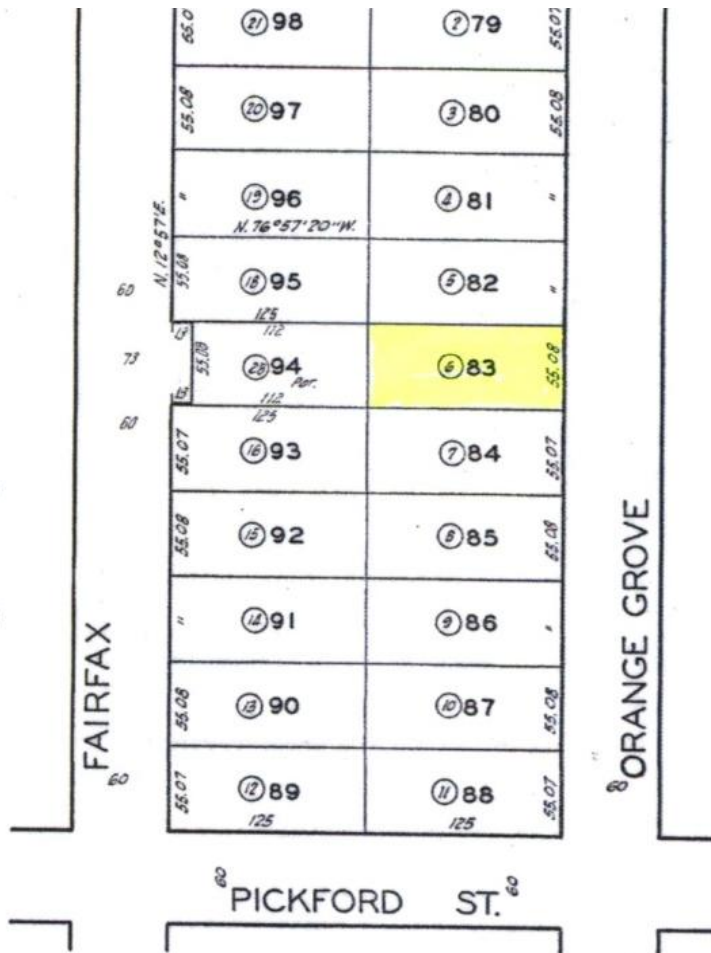 55.0 (21) 98 (2) 79 55.07
55.08 (20) 97 (3) 80 55.08
" (19) 96 (4) 81 "
N. 76°57'20"W.
N. 12°57'E.
55.08 (18) 95 (5) 82 "
60
125
13 112
73 55.08 (28) 94 Por. (6) 83 55.08
13 112
60 125
55.07 (16) 93 (7) 84 55.07
55.08 (15) 92 (8) 85 55.08
" (14) 91 (9) 86 "
55.08 (13) 90 (10) 87 55.08
55.07 (12) 89 (11) 88 55.07
125 125
FAIRFAX
60
ORANGE GROVE
60
60 PICKFORD ST. 60